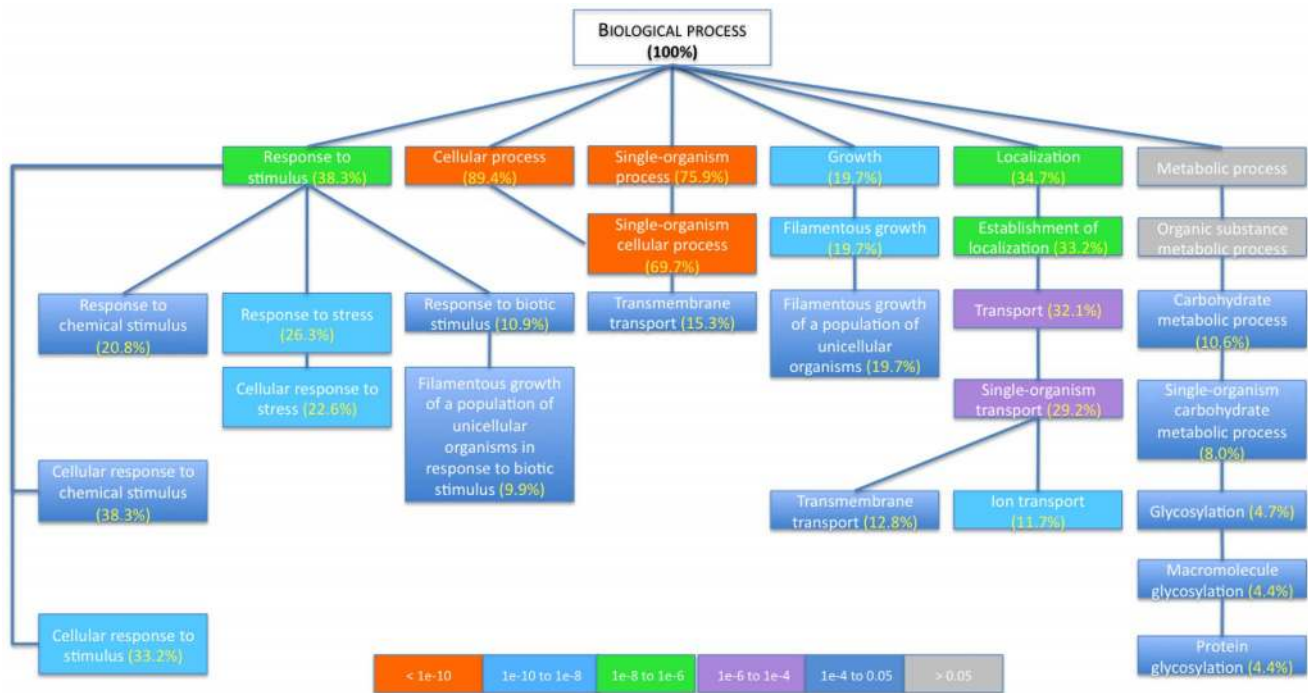 BIOLOGICAL PROCESS
(100%)
Response to
stimulus (38.3%)
Cellular process
(89.4%)
Single-organism
process (75.9%)
Growth
(19.7%)
Localization
(34.7%)
Metabolic process
Single-organism
cellular process
(69.7%)
Filamentous growth
(19.7%)
Establishment of
localization (33.2%)
Organic substance
metabolic process
Response to
chemical stimulus
(20.8%)
Response to stress
(26.3%)
Response to biotic
stimulus (10.9%)
Transmembrane
transport (15.3%)
Filamentous growth
of a population of
unicellular
organisms (19.7%)
Transport (32.1%)
Carbohydrate
metabolic process
(10.6%)
Cellular response to
stress (22.6%)
Filamentous growth
of a population of
unicellular
organisms in
response to biotic
stimulus (9.9%)
Single-organism
transport (29.2%)
Single-organism
carbohydrate
metabolic process
(8.0%)
Cellular response to
chemical stimulus
(38.3%)
Transmembrane
transport (12.8%)
Ion transport
(11.7%)
Glycosylation (4.7%)
Macromolecule
glycosylation (4.4%)
Cellular response to
stimulus (33.2%)
Protein
glycosylation (4.4%)
< 1e-10
1e-10 to 1e-8
1e-8 to 1e-6
1e-6 to 1e-4
1e-4 to 0.05
> 0.05